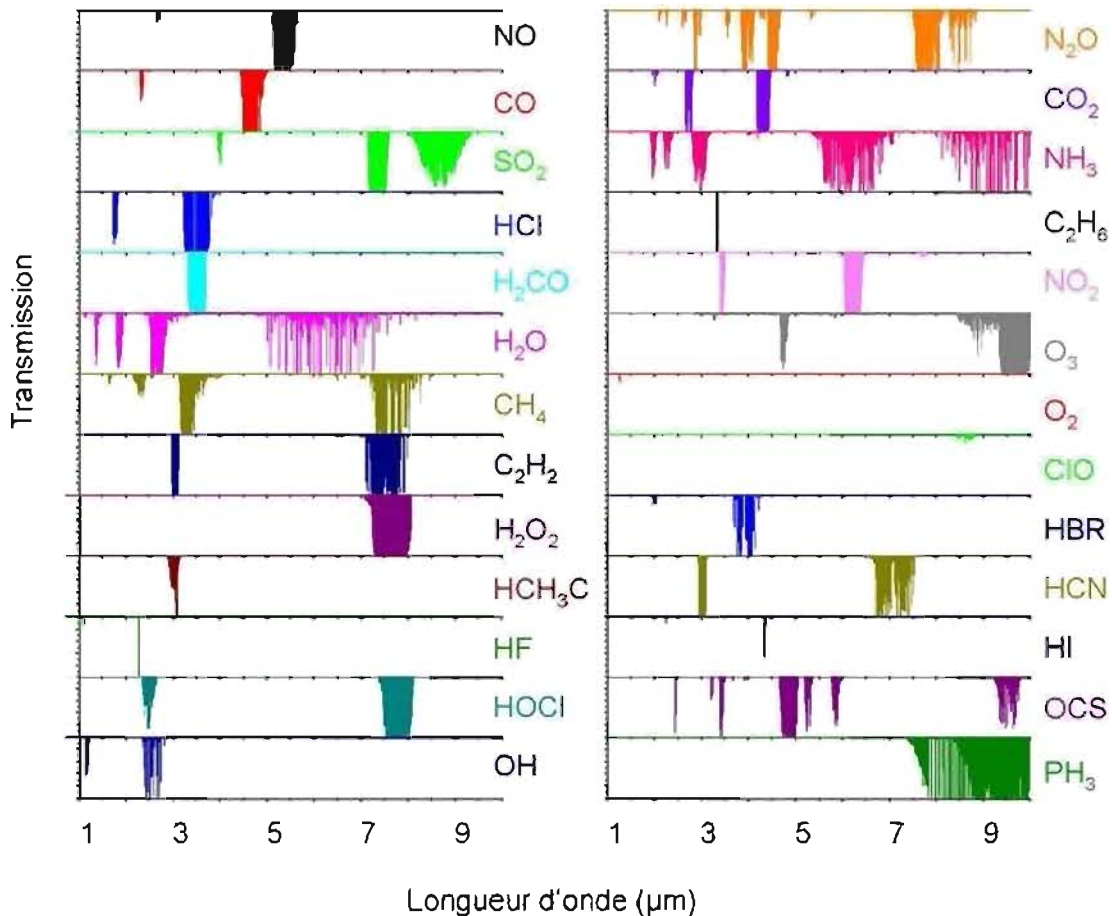 Transmission
NO
CO
SO₂
HCl
H₂CO
H₂O
CH₄
C₂H₂
H₂O₂
HCH₃C
HF
HOCl
OH
1 3 5 7 9
N₂O
CO₂
NH₃
C₂H₆
NO₂
O₃
O₂
ClO
HBR
HCN
HI
OCS
PH₃
1 3 5 7 9
Longueur d'onde (µm)